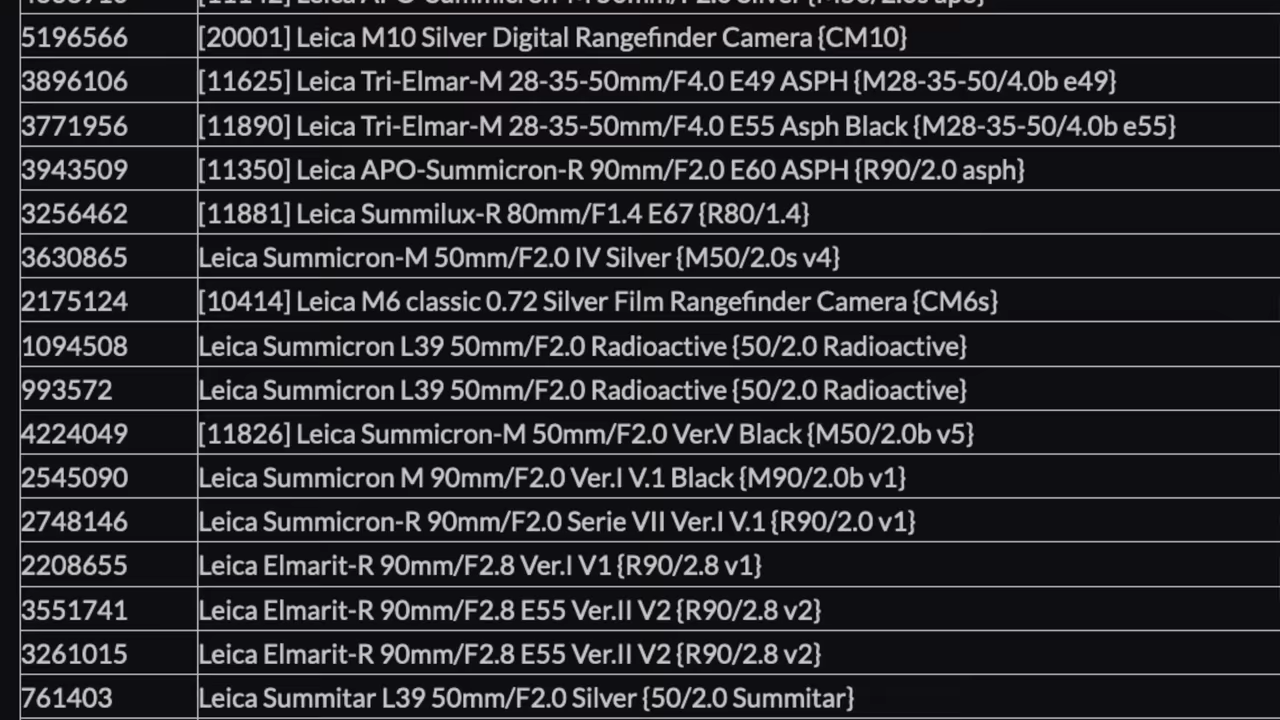 5196566 [20001] Leica M10 Silver Digital Rangefinder Camera {CM10}
3896106 [11625] Leica Tri-Elmar-M 28-35-50mm/F4.0 E49 ASPH {M28-35-50/4.0b e49}
3771956 [11890] Leica Tri-Elmar-M 28-35-50mm/F4.0 E55 Asph Black {M28-35-50/4.0b e55}
3943509 [11350] Leica APO-Summicron-R 90mm/F2.0 E60 ASPH {R90/2.0 asph}
3256462 [11881] Leica Summilux-R 80mm/F1.4 E67 {R80/1.4}
3630865 Leica Summicron-M 50mm/F2.0 IV Silver {M50/2.0s v4}
2175124 [10414] Leica M6 classic 0.72 Silver Film Rangefinder Camera {CM6s}
1094508 Leica Summicron L39 50mm/F2.0 Radioactive {50/2.0 Radioactive}
993572 Leica Summicron L39 50mm/F2.0 Radioactive {50/2.0 Radioactive}
4224049 [11826] Leica Summicron-M 50mm/F2.0 Ver.V Black {M50/2.0b v5}
2545090 Leica Summicron M 90mm/F2.0 Ver.I V.1 Black {M90/2.0b v1}
2748146 Leica Summicron-R 90mm/F2.0 Serie VII Ver.I V.1 {R90/2.0 v1}
2208655 Leica Elmarit-R 90mm/F2.8 Ver.I V1 {R90/2.8 v1}
3551741 Leica Elmarit-R 90mm/F2.8 E55 Ver.II V2 {R90/2.8 v2}
3261015 Leica Elmarit-R 90mm/F2.8 E55 Ver.II V2 {R90/2.8 v2}
761403 Leica Summitar L39 50mm/F2.0 Silver {50/2.0 Summitar}